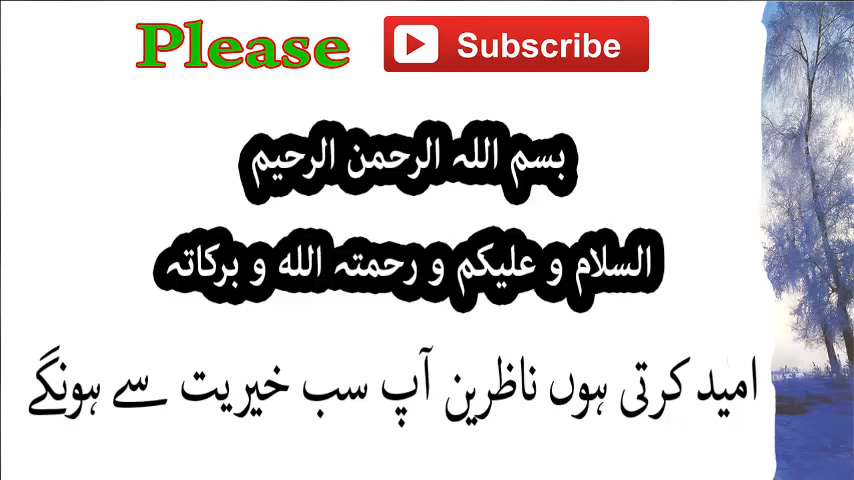 Please Subscribe
بسم اللہ الرحمن الرحیم
السلام و علیکم و رحمتہ الله و برکاتہ
امید کرتی ہوں ناظرین آپ سب خیریت سے ہونگے